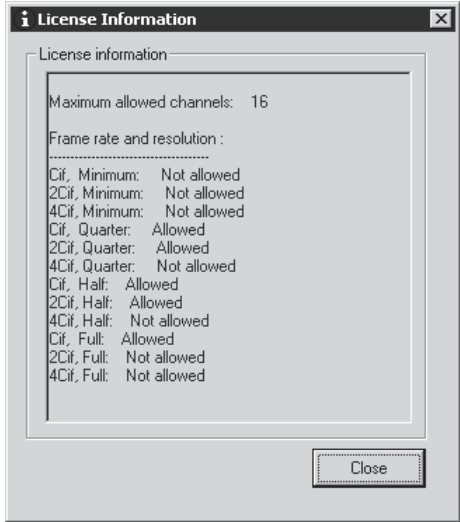 License Information
License information
Maximum allowed channels: 16
Frame rate and resolution :
------------------------------------
Cif, Minimum: Not allowed
2Cif, Minimum: Not allowed
4Cif, Minimum: Not allowed
Cif, Quarter: Allowed
2Cif, Quarter: Allowed
4Cif, Quarter: Not allowed
Cif, Half: Allowed
2Cif, Half: Allowed
4Cif, Half: Not allowed
Cif, Full: Allowed
2Cif, Full: Not allowed
4Cif, Full: Not allowed
Close